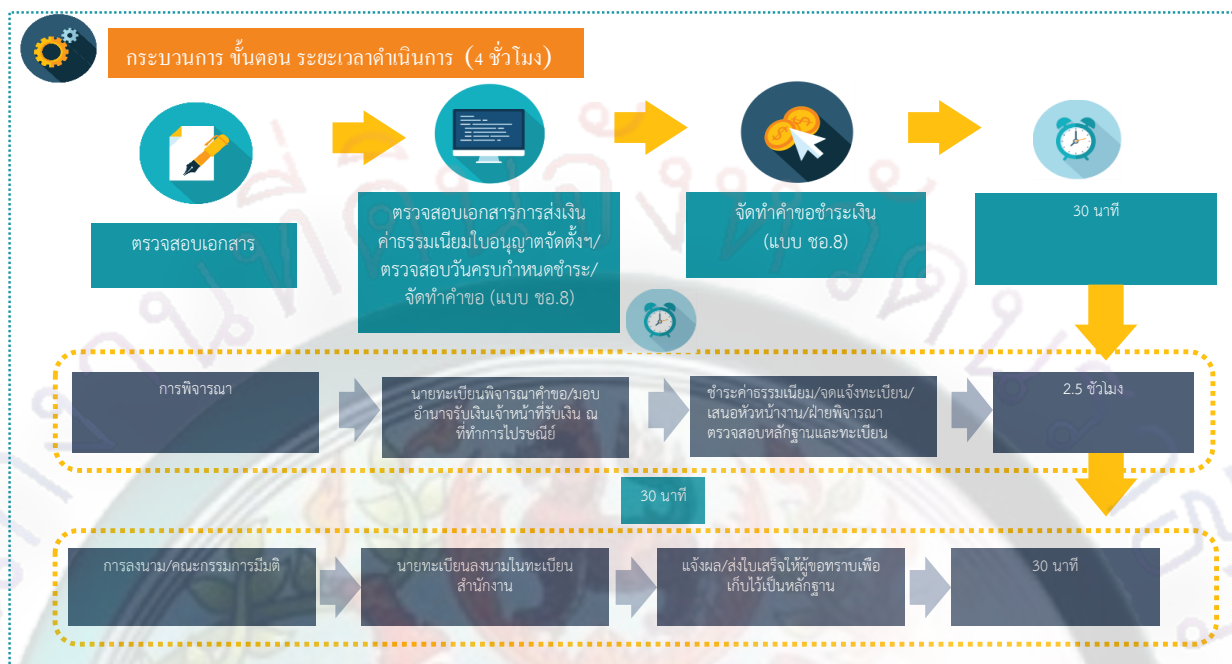 กระบวนการ ขั้นตอน ระยะเวลาดำเนินการ (4 ชั่วโมง)
ตรวจสอบเอกสาร
ตรวจสอบเอกสารการส่งเงิน
ค่าธรรมเนียมใบอนุญาตจัดตั้งฯ/
ตรวจสอบวันครบกำหนดชำระ/
จัดทำคำขอ (แบบ ชอ.8)
จัดทำคำขอชำระเงิน
(แบบ ชอ.8)
30 นาที
การพิจารณา
นายทะเบียนพิจารณาคำขอ/มอบ
อำนาจรับเงินเจ้าหน้าที่รับเงิน ณ
ที่ทำการไปรษณีย์
ชำระค่าธรรมเนียม/จดแจ้งทะเบียน/
เสนอหัวหน้างาน/ฝ่ายพิจารณา
ตรวจสอบหลักฐานและทะเบียน
2.5 ชั่วโมง
30 นาที
การลงนาม/คณะกรรมการมีมติ
นายทะเบียนลงนามในทะเบียน
สำนักงาน
แจ้งผล/ส่งใบเสร็จให้ผู้ขอทราบเพื่อ
เก็บไว้เป็นหลักฐาน
30 นาที